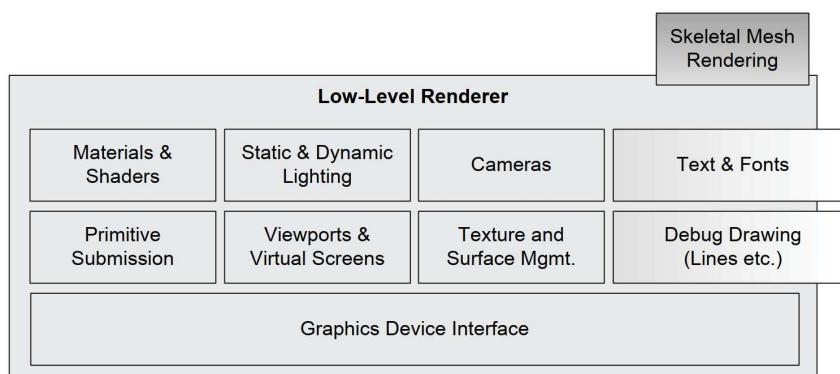 Skeletal Mesh
Rendering
Low-Level Renderer
Materials &
Shaders
Static & Dynamic
Lighting
Cameras
Text & Fonts
Primitive
Submission
Viewports &
Virtual Screens
Texture and
Surface Mgmt.
Debug Drawing
(Lines etc.)
Graphics Device Interface